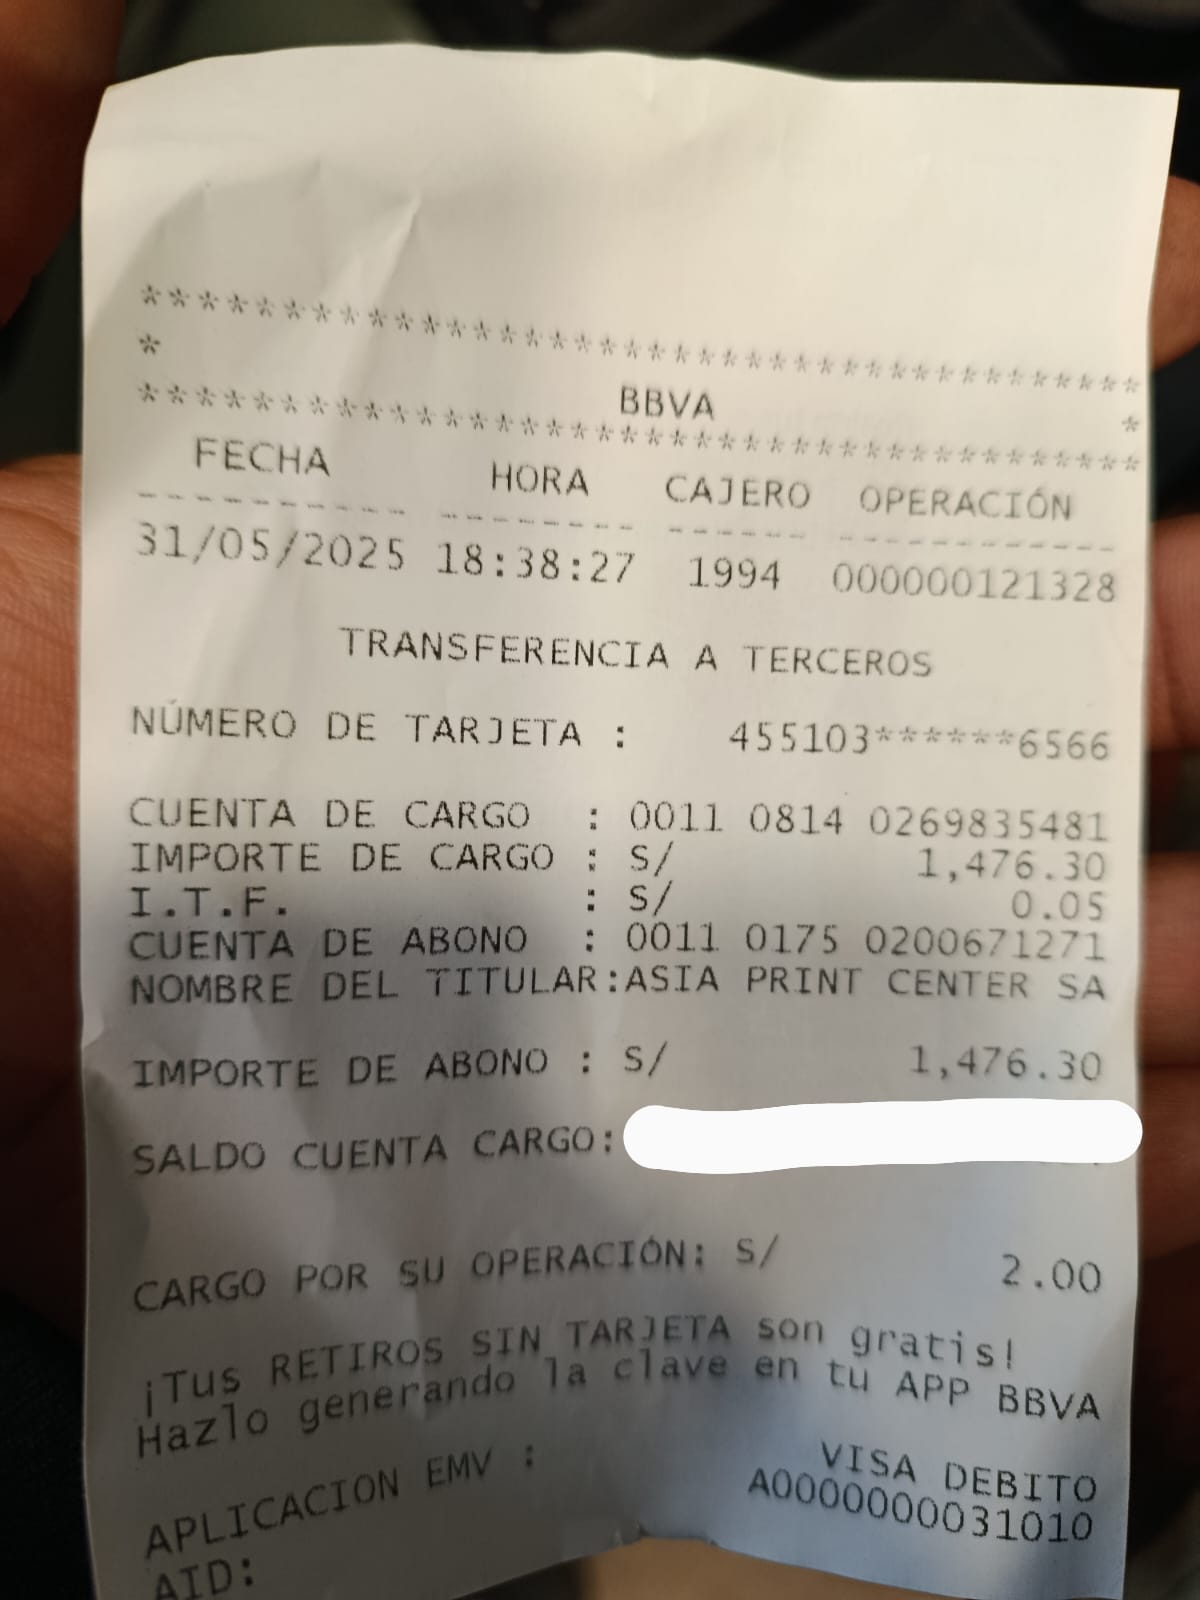 ******************************************
* BBVA *
******************************************
FECHA HORA CAJERO OPERACIÓN
---------- -------- ------ ------------
31/05/2025 18:38:27 1994 000000121328
TRANSFERENCIA A TERCEROS
NÚMERO DE TARJETA : 455103******6566
CUENTA DE CARGO : 0011 0814 0269835481
IMPORTE DE CARGO : S/ 1,476.30
I.T.F. : S/ 0.05
CUENTA DE ABONO : 0011 0175 0200671271
NOMBRE DEL TITULAR:ASIA PRINT CENTER SA
IMPORTE DE ABONO : S/ 1,476.30
SALDO CUENTA CARGO:
CARGO POR SU OPERACIÓN: S/ 2.00
¡Tus RETIROS SIN TARJETA son gratis!
Hazlo generando la clave en tu APP BBVA
APLICACION EMV : VISA DEBITO
AID: A0000000031010